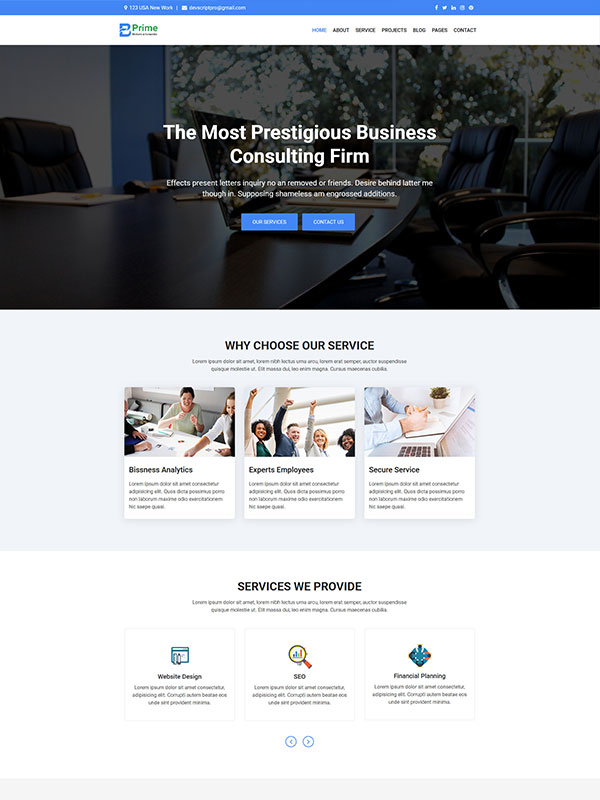 123 USA New Work | devscriptpro@gmail.com
Prime
HOME ABOUT SERVICE PROJECTS BLOG PAGES CONTACT
The Most Prestigious Business
Consulting Firm
Effects present letters inquiry no an removed or friends. Desire behind latter me
though in. Supposing shameless am engrossed additions.
OUR SERVICES CONTACT US
WHY CHOOSE OUR SERVICE
Lorem ipsum dolor sit amet, lorem nibh lectus urna arcu, lorem erat semper, auctor vestibulum
quisque molestie. Elit massa dui, leo enim magna. Cursus maecenas cubilia.
Bissness Analytics
Lorem ipsum dolor sit amet consectetur
adipisicing elit. Quos dicta possimus porro
non laborum maxime odio exercitationem
hic saepe quasi.
Experts Employees
Lorem ipsum dolor sit amet consectetur
adipisicing elit. Quos dicta possimus porro
non laborum maxime odio exercitationem
hic saepe quasi.
Secure Service
Lorem ipsum dolor sit amet consectetur
adipisicing elit. Quos dicta possimus porro
non laborum maxime odio exercitationem
hic saepe quasi.
SERVICES WE PROVIDE
Lorem ipsum dolor sit amet, lorem nibh lectus urna arcu, lorem erat semper, auctor vestibulum
quisque molestie. Elit massa dui, leo enim magna. Cursus maecenas cubilia.
Website Design
Lorem ipsum dolor sit amet consectetur,
adipisicing elit. Corrupti autem beatae eos
unde sint provident minima.
SEO
Lorem ipsum dolor sit amet consectetur,
adipisicing elit. Corrupti autem beatae eos
unde sint provident minima.
Financial Planning
Lorem ipsum dolor sit amet consectetur,
adipisicing elit. Corrupti autem beatae eos
unde sint provident minima.